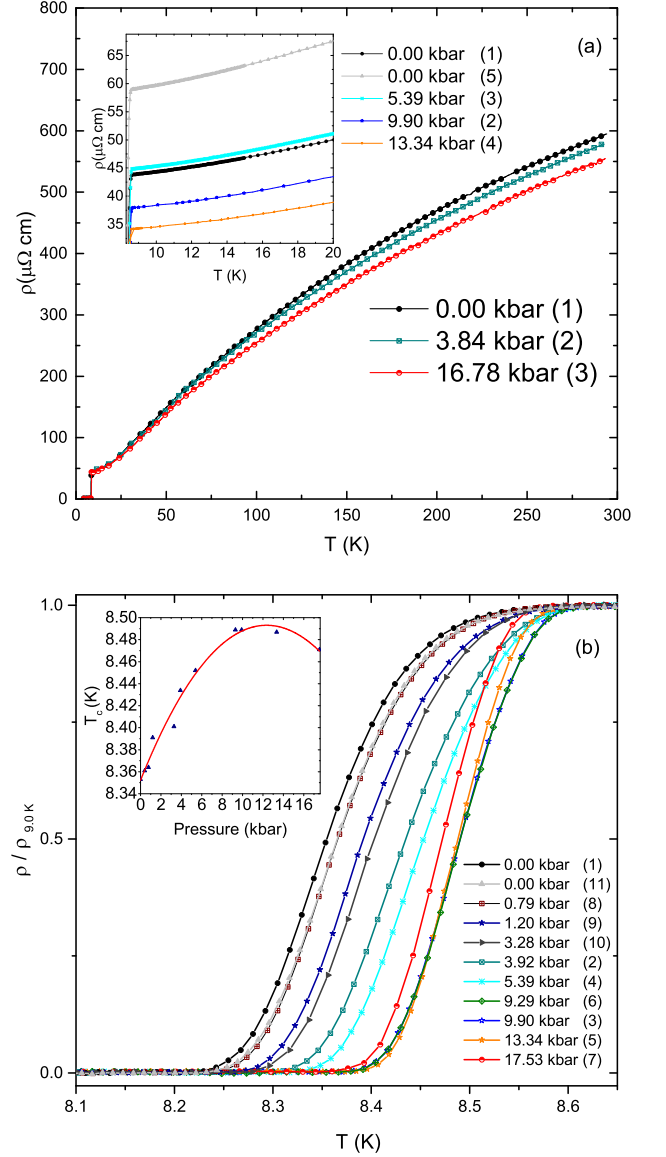 (a)
800
700
600
500
400
300
200
100
0
ρ(μΩ cm)
0 50 100 150 200 250 300
T (K)
65
60
55
50
45
40
35
ρ(μΩ cm)
10 12 14 16 18 20
T (K)
0.00 kbar (1)
0.00 kbar (5)
5.39 kbar (3)
9.90 kbar (2)
13.34 kbar (4)
0.00 kbar (1)
3.84 kbar (2)
16.78 kbar (3)
(b)
1.0
0.5
0.0
ρ / ρ9.0 K
8.1 8.2 8.3 8.4 8.5 8.6
T (K)
8.50
8.48
8.46
8.44
8.42
8.40
8.38
8.36
8.34
Tc(K)
0 2 4 6 8 10 12 14 16
Pressure (kbar)
0.00 kbar (1)
0.00 kbar (11)
0.79 kbar (8)
1.20 kbar (9)
3.28 kbar (10)
3.92 kbar (2)
5.39 kbar (4)
9.29 kbar (6)
9.90 kbar (3)
13.34 kbar (5)
17.53 kbar (7)